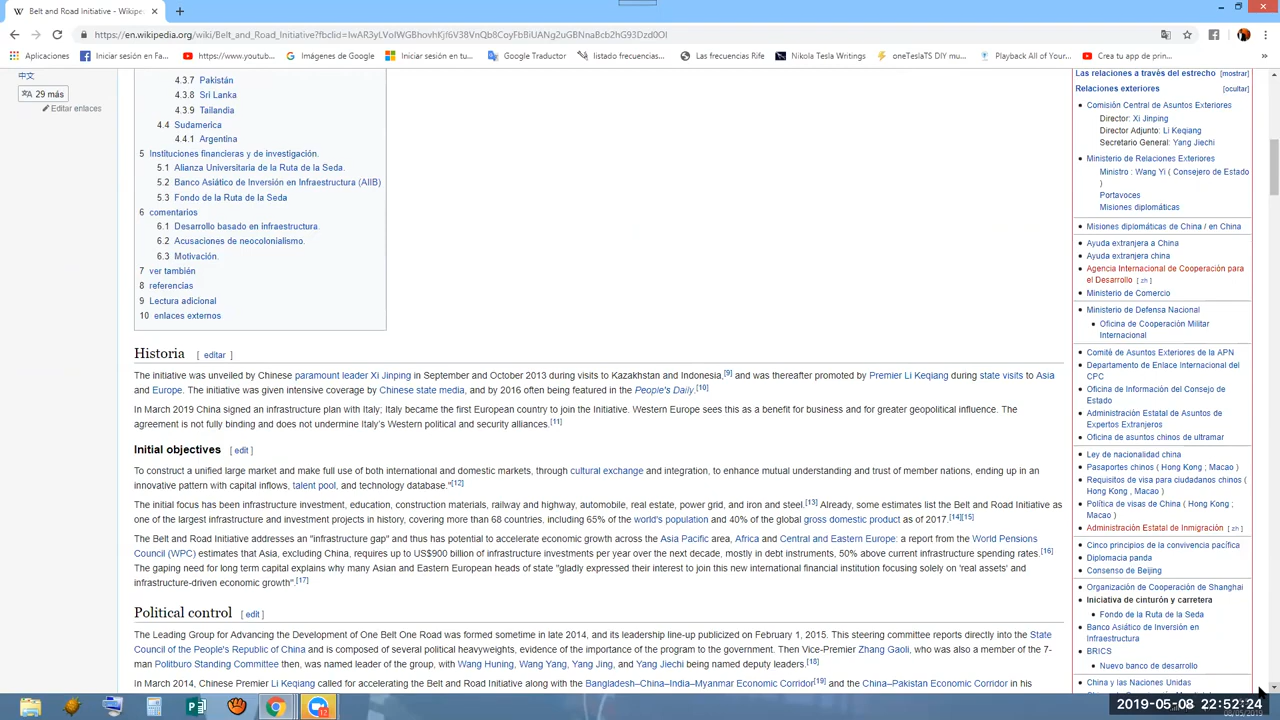 Belt and Road Initiative - Wikipes
https://en.wikipedia.org/wiki/Belt_and_Road_Initiative?fbclid=IwAR3yLVoIWGBhovhKjf6V38VnQb8CoyFbBiUANg2uGBNnaBcb2hG93Dzd0OI
Aplicaciones
Iniciar sesión en Fa...
https://www.youtub...
Imágenes de Google
Iniciar sesión en Yo...
Google Traductor
listado frecuencias...
Las frecuencias Rife
Nikola Tesla Writings
oneTeslaTS DIY mu...
Playback All of Your...
Crea tu app de prin...
»
中文
29 más
Editar enlaces
4.3.7 Pakistán
4.3.8 Sri Lanka
4.3.9 Tailandia
4.4 Sudamerica
4.4.1 Argentina
5 Instituciones financieras y de investigación.
5.1 Alianza Universitaria de la Ruta de la Seda.
5.2 Banco Asiático de Inversión en Infraestructura (AIIB)
5.3 Fondo de la Ruta de la Seda
6 comentarios
6.1 Desarrollo basado en infraestructura.
6.2 Acusaciones de neocolonialismo.
6.3 Motivación.
7 ver también
8 referencias
9 Lectura adicional
10 enlaces externos
Historia [ editar ]
The initiative was unveiled by Chinese paramount leader Xi Jinping in September and October 2013 during visits to Kazakhstan and Indonesia,[9] and was thereafter promoted by Premier Li Keqiang during state visits to Asia
and Europe. The initiative was given intensive coverage by Chinese state media, and by 2016 often being featured in the People's Daily.[10]
In March 2019 China signed an infrastructure plan with Italy; Italy became the first European country to join the Initiative. Western Europe sees this as a benefit for business and for greater geopolitical influence. The
agreement is not fully binding and does not undermine Italy's Western political and security alliances.[11]
Initial objectives [ edit ]
To construct a unified large market and make full use of both international and domestic markets, through cultural exchange and integration, to enhance mutual understanding and trust of member nations, ending up in an
innovative pattern with capital inflows, talent pool, and technology database."[12]
The initial focus has been infrastructure investment, education, construction materials, railway and highway, automobile, real estate, power grid, and iron and steel.[13] Already, some estimates list the Belt and Road Initiative as
one of the largest infrastructure and investment projects in history, covering more than 68 countries, including 65% of the world's population and 40% of the global gross domestic product as of 2017.[14][15]
The Belt and Road Initiative addresses an "infrastructure gap" and thus has potential to accelerate economic growth across the Asia Pacific area, Africa and Central and Eastern Europe: a report from the World Pensions
Council (WPC) estimates that Asia, excluding China, requires up to US$900 billion of infrastructure investments per year over the next decade, mostly in debt instruments, 50% above current infrastructure spending rates.[16]
The gaping need for long term capital explains why many Asian and Eastern European heads of state "gladly expressed their interest to join this new international financial institution focusing solely on 'real assets' and
infrastructure-driven economic growth".[17]
Political control [ edit ]
The Leading Group for Advancing the Development of One Belt One Road was formed sometime in late 2014, and its leadership line-up publicized on February 1, 2015. This steering committee reports directly into the State
Council of the People's Republic of China and is composed of several political heavyweights, evidence of the importance of the program to the government. Then Vice-Premier Zhang Gaoli, who was also a member of the 7-
man Politburo Standing Committee then, was named leader of the group, with Wang Huning, Wang Yang, Yang Jing, and Yang Jiechi being named deputy leaders.[18]
In March 2014, Chinese Premier Li Keqiang called for accelerating the Belt and Road Initiative along with the Bangladesh–China–India–Myanmar Economic Corridor[19] and the China–Pakistan Economic Corridor in his
Las relaciones a través del estrecho [mostrar]
Relaciones exteriores [ocultar]
Comisión Central de Asuntos Exteriores
Director: Xi Jinping
Director Adjunto: Li Keqiang
Secretario General: Yang Jiechi
Ministerio de Relaciones Exteriores
Ministro : Wang Yi ( Consejero de Estado
)
Portavoces
Misiones diplomáticas
Misiones diplomáticas de China / en China
Ayuda extranjera a China
Ayuda extranjera china
Agencia Internacional de Cooperación para
el Desarrollo [ zh ]
Ministerio de Comercio
Ministerio de Defensa Nacional
Oficina de Cooperación Militar
Internacional
Comité de Asuntos Exteriores de la APN
Departamento de Enlace Internacional del
CPC
Oficina de Información del Consejo de
Estado
Administración Estatal de Asuntos de
Expertos Extranjeros
Oficina de asuntos chinos de ultramar
Ley de nacionalidad china
Pasaportes chinos ( Hong Kong ; Macao )
Requisitos de visa para ciudadanos chinos (
Hong Kong , Macao )
Política de visas de China ( Hong Kong ;
Macao )
Administración Estatal de Inmigración [ zh ]
Cinco principios de la convivencia pacífica
Diplomacia panda
Consenso de Beijing
Organización de Cooperación de Shanghai
Iniciativa de cinturón y carretera
Fondo de la Ruta de la Seda
Banco Asiático de Inversión en
Infraestructura
BRICS
Nuevo banco de desarrollo
China y las Naciones Unidas
2019-05-08 22:52:24